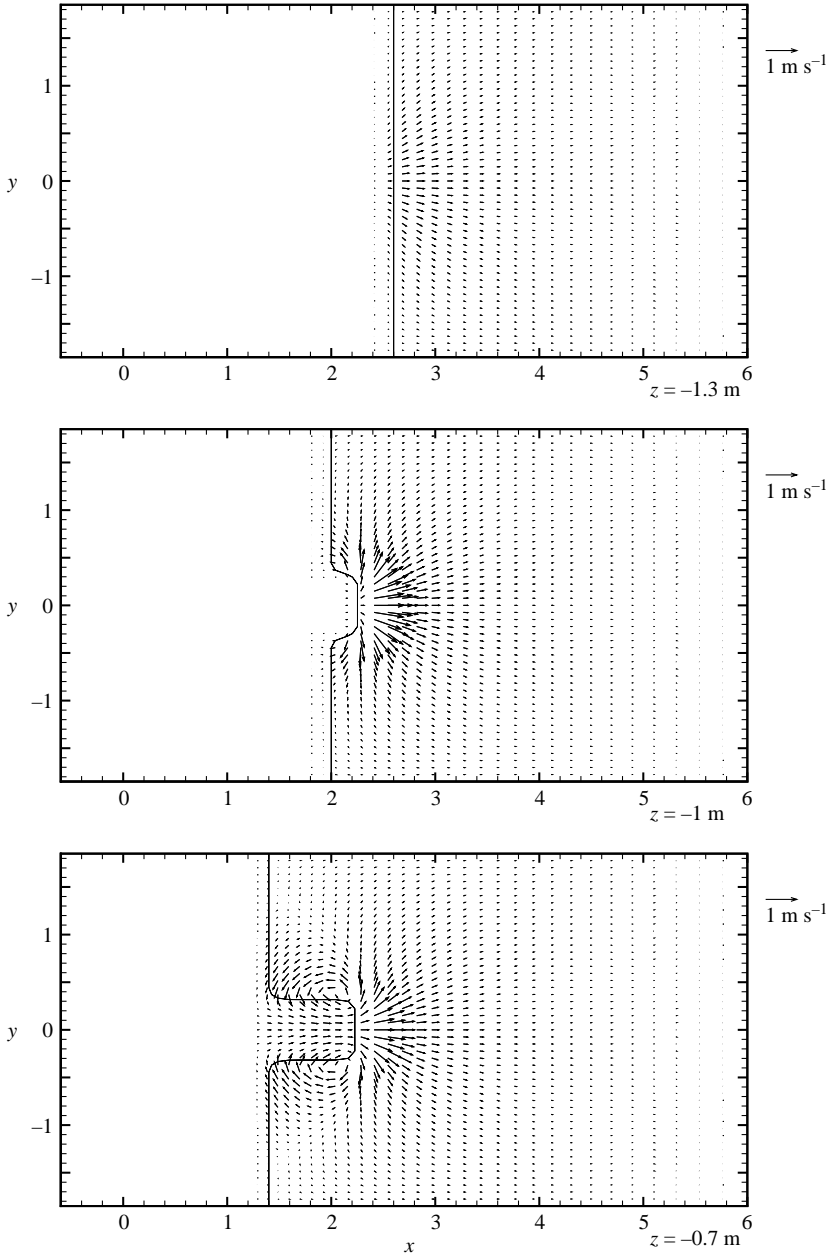 1 m s⁻¹
1
y 0
–1
0 1 2 3 4 5 6
z = –1.3 m
1 m s⁻¹
1
y 0
–1
0 1 2 3 4 5 6
z = –1 m
1 m s⁻¹
1
y 0
–1
0 1 2 3 4 5 6
x
z = –0.7 m